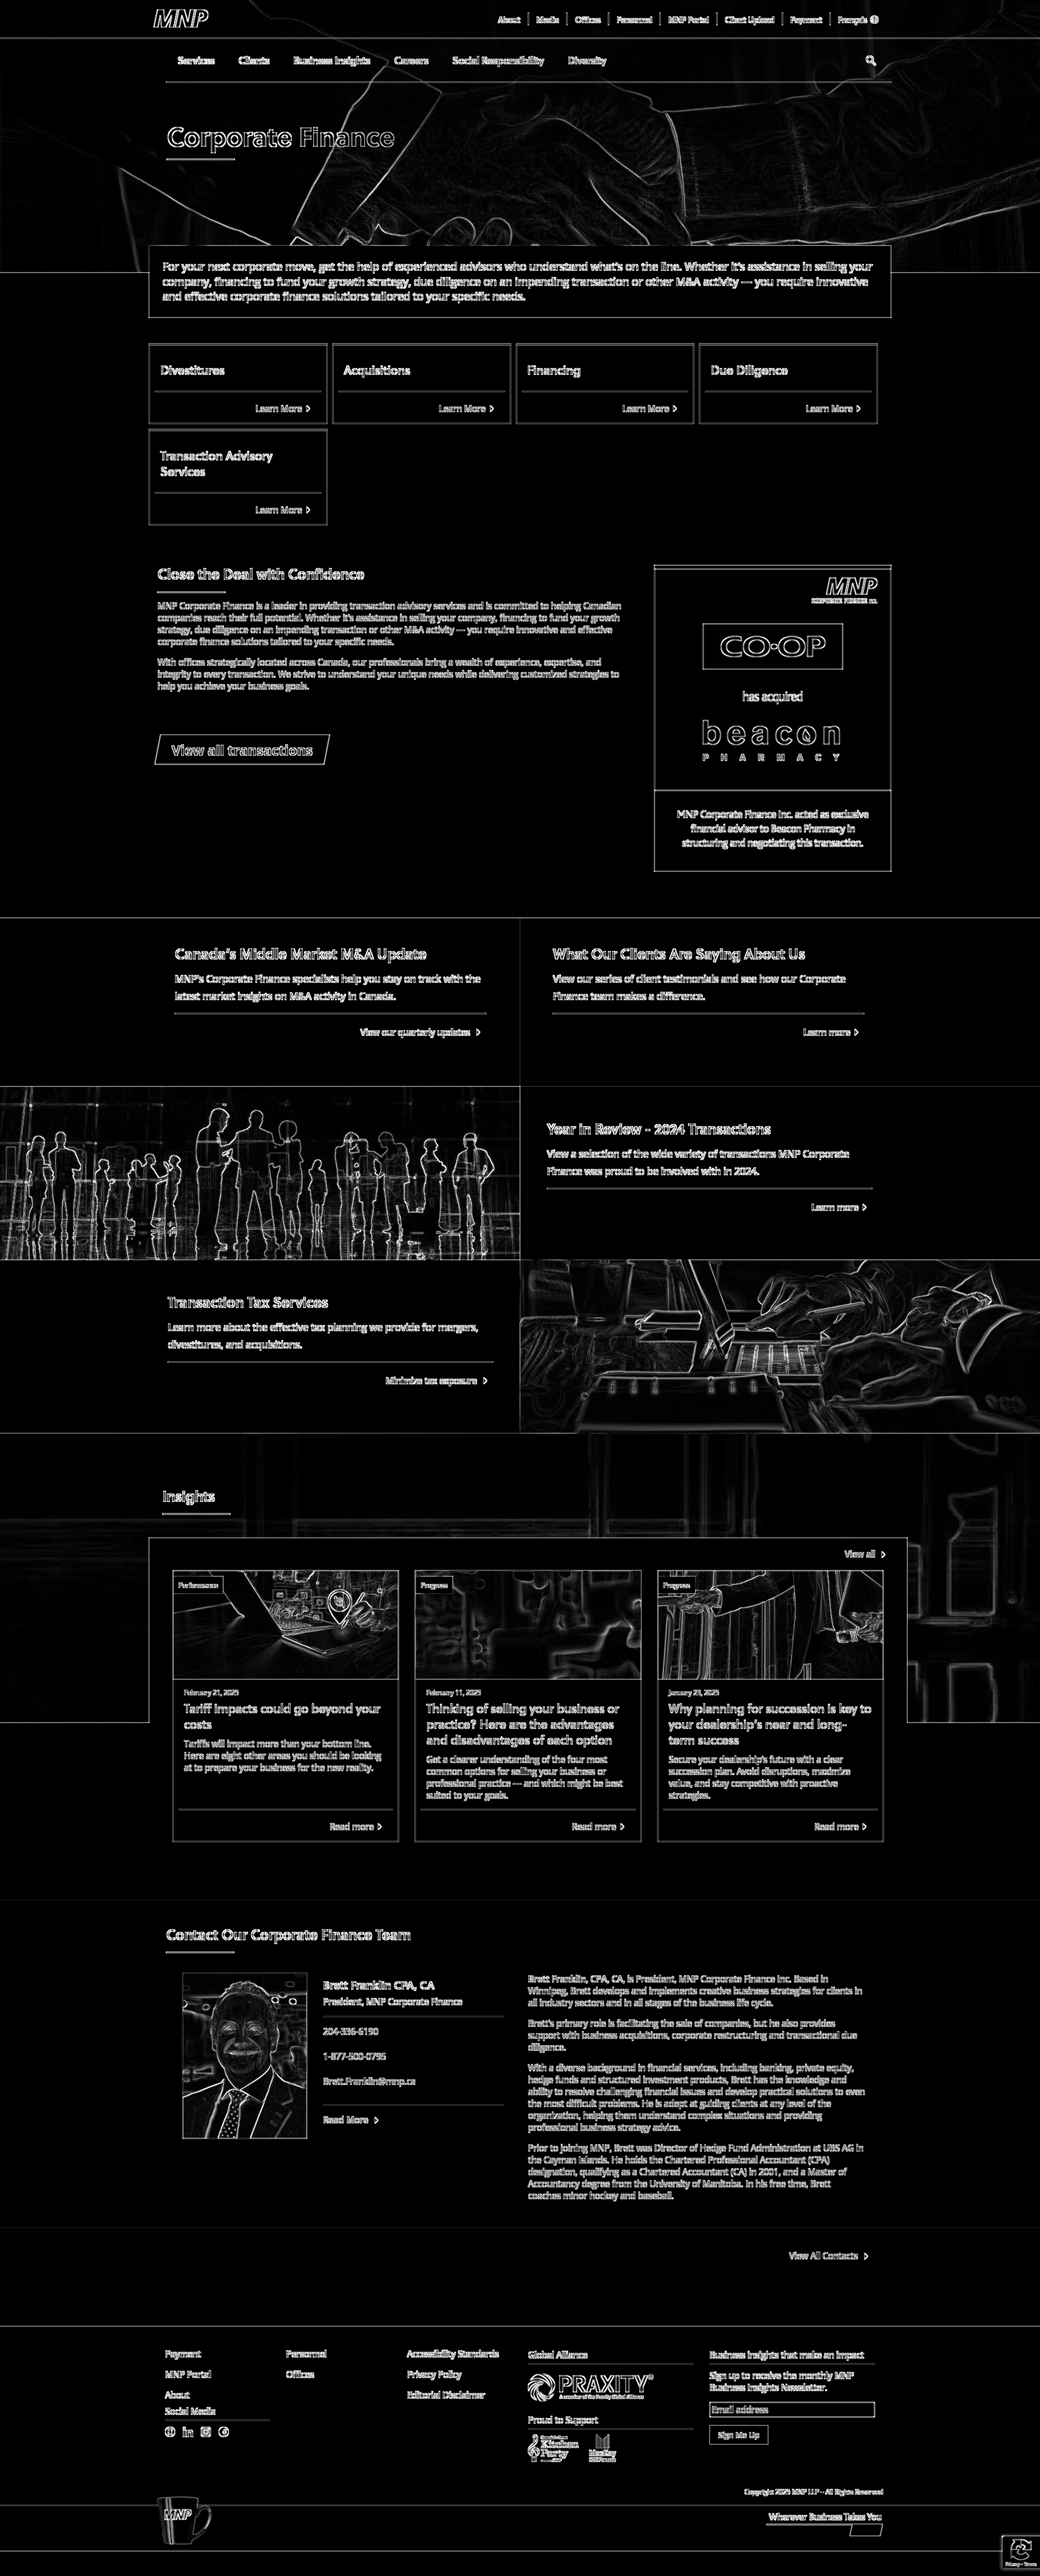 MNP
About
Media
Offices
Personnel
MNP Portal
Client Upload
Payment
Français
Services
Clients
Business Insights
Careers
Social Responsibility
Diversity
Corporate Finance
For your next corporate move, get the help of experienced advisors who understand what's on the line. Whether it's assistance in selling your
company, financing to fund your growth strategy, due diligence on an impending transaction or other M&A activity — you require innovative
and effective corporate finance solutions tailored to your specific needs.
Divestitures
Learn More
Acquisitions
Learn More
Financing
Learn More
Due Diligence
Learn More
Transaction Advisory
Services
Learn More
Close the Deal with Confidence
MNP Corporate Finance is a leader in providing transaction advisory services and is committed to helping Canadian
companies reach their full potential. Whether it's assistance in selling your company, financing to fund your growth
strategy, due diligence on an impending transaction or other M&A activity — you require innovative and effective
corporate finance solutions tailored to your specific needs.
With offices strategically located across Canada, our professionals bring a wealth of experience, expertise, and
integrity to every transaction. We strive to understand your unique needs while delivering customized strategies to
help you achieve your business goals.
View all transactions
MNP
CORPORATE FINANCE INC.
CO-OP
has acquired
beacon
PHARMACY
MNP Corporate Finance Inc. acted as exclusive
financial advisor to Beacon Pharmacy in
structuring and negotiating this transaction.
Canada's Middle Market M&A Update
MNP's Corporate Finance specialists help you stay on track with the
latest market insights on M&A activity in Canada.
View our quarterly updates
What Our Clients Are Saying About Us
View our series of client testimonials and see how our Corporate
Finance team makes a difference.
Learn more
Year in Review - 2024 Transactions
View a selection of the wide variety of transactions MNP Corporate
Finance was proud to be involved with in 2024.
Learn more
Transaction Tax Services
Learn more about the effective tax planning we provide for mergers,
divestitures, and acquisitions.
Minimize tax exposure
Insights
View all
Performance
February 21, 2025
Tariff impacts could go beyond your
costs
Tariffs will impact more than your bottom line.
Here are eight other areas you should be looking
at to prepare your business for the new reality.
Read more
Progress
February 11, 2025
Thinking of selling your business or
practice? Here are the advantages
and disadvantages of each option
Get a clearer understanding of the four most
common options for selling your business or
professional practice — and which might be best
suited to your goals.
Read more
Progress
January 23, 2025
Why planning for succession is key to
your dealership's near and long-
term success
Secure your dealership's future with a clear
succession plan. Avoid disruptions, maximize
value, and stay competitive with proactive
strategies.
Read more
Contact Our Corporate Finance Team
Brett Franklin CPA, CA
President, MNP Corporate Finance
204-336-6190
1-877-500-0795
Brett.Franklin@mnp.ca
Read More
Brett Franklin, CPA, CA, is President, MNP Corporate Finance Inc. Based in
Winnipeg, Brett develops and implements creative business strategies for clients in
all industry sectors and in all stages of the business life cycle.
Brett's primary role is facilitating the sale of companies, but he also provides
support with business acquisitions, corporate restructuring and transactional due
diligence.
With a diverse background in financial services, including banking, private equity,
hedge funds and structured investment products, Brett has the knowledge and
ability to resolve challenging financial issues and develop practical solutions to even
the most difficult problems. He is adept at guiding clients at any level of the
organization, helping them understand complex situations and providing
professional business strategy advice.
Prior to joining MNP, Brett was Director of Hedge Fund Administration at UBS AG in
the Cayman Islands. He holds the Chartered Professional Accountant (CPA)
designation, qualifying as a Chartered Accountant (CA) in 2001, and a Master of
Accountancy degree from the University of Manitoba. In his free time, Brett
coaches minor hockey and baseball.
View All Contacts
Payment
MNP Portal
About
Social Media
Personnel
Offices
Accessibility Standards
Privacy Policy
Editorial Disclaimer
Global Alliance
PRAXITY
Proud to Support
Kitchen
Party
Business insights that make an impact
Sign up to receive the monthly MNP
Business Insights Newsletter.
Email address
Sign Me Up
Copyright 2025 MNP LLP - All Rights Reserved
MNP
Wherever Business Takes You
Privacy - Terms